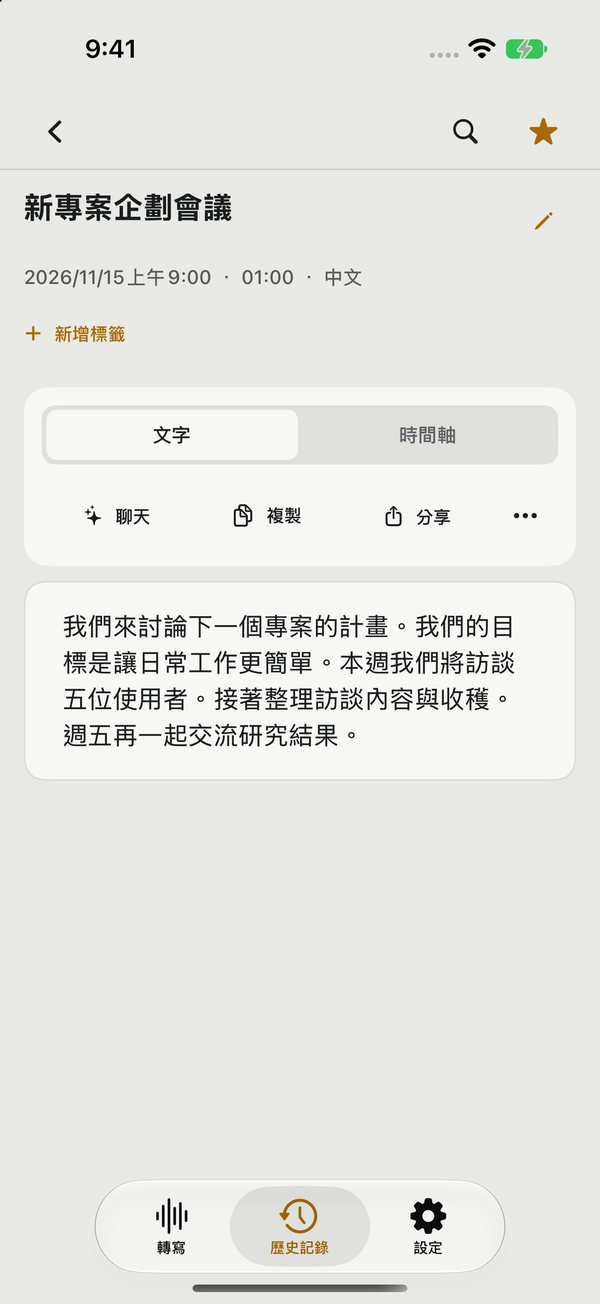 9:41
新專案企劃會議
2026/11/15上午9:00 · 01:00 · 中文
+ 新增標籤
文字 時間軸
聊天 複製 分享
我們來討論下一個專案的計畫。我們的目
標是讓日常工作更簡單。本週我們將訪談
五位使用者。接著整理訪談內容與收穫。
週五再一起交流研究結果。
轉寫 歷史記錄 設定